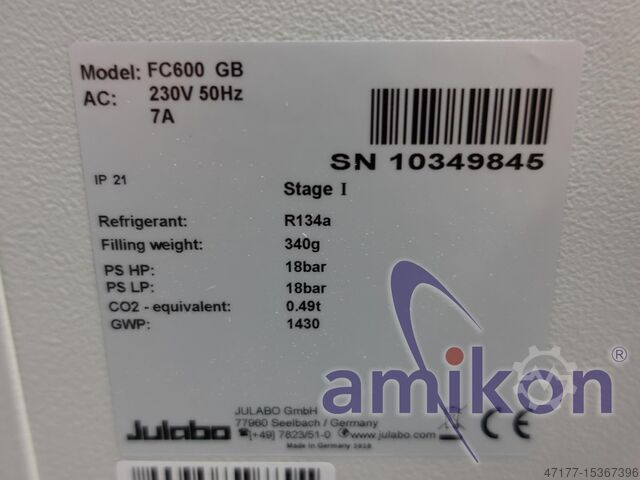 Model: FC600 GB
AC: 230V 50Hz
7A
SN 10349845
IP 21
Stage I
Refrigerant: R134a
Filling weight: 340g
PS HP: 18bar
PS LP: 18bar
CO2 - equivalent: 0.49t
GWP: 1430
amikon®
JULABO GmbH
77960 Seelbach / Germany
Julabo ☎[+49] 7823/51-0 www.julabo.com
CE
Made in Germany 2020
47177-15367396